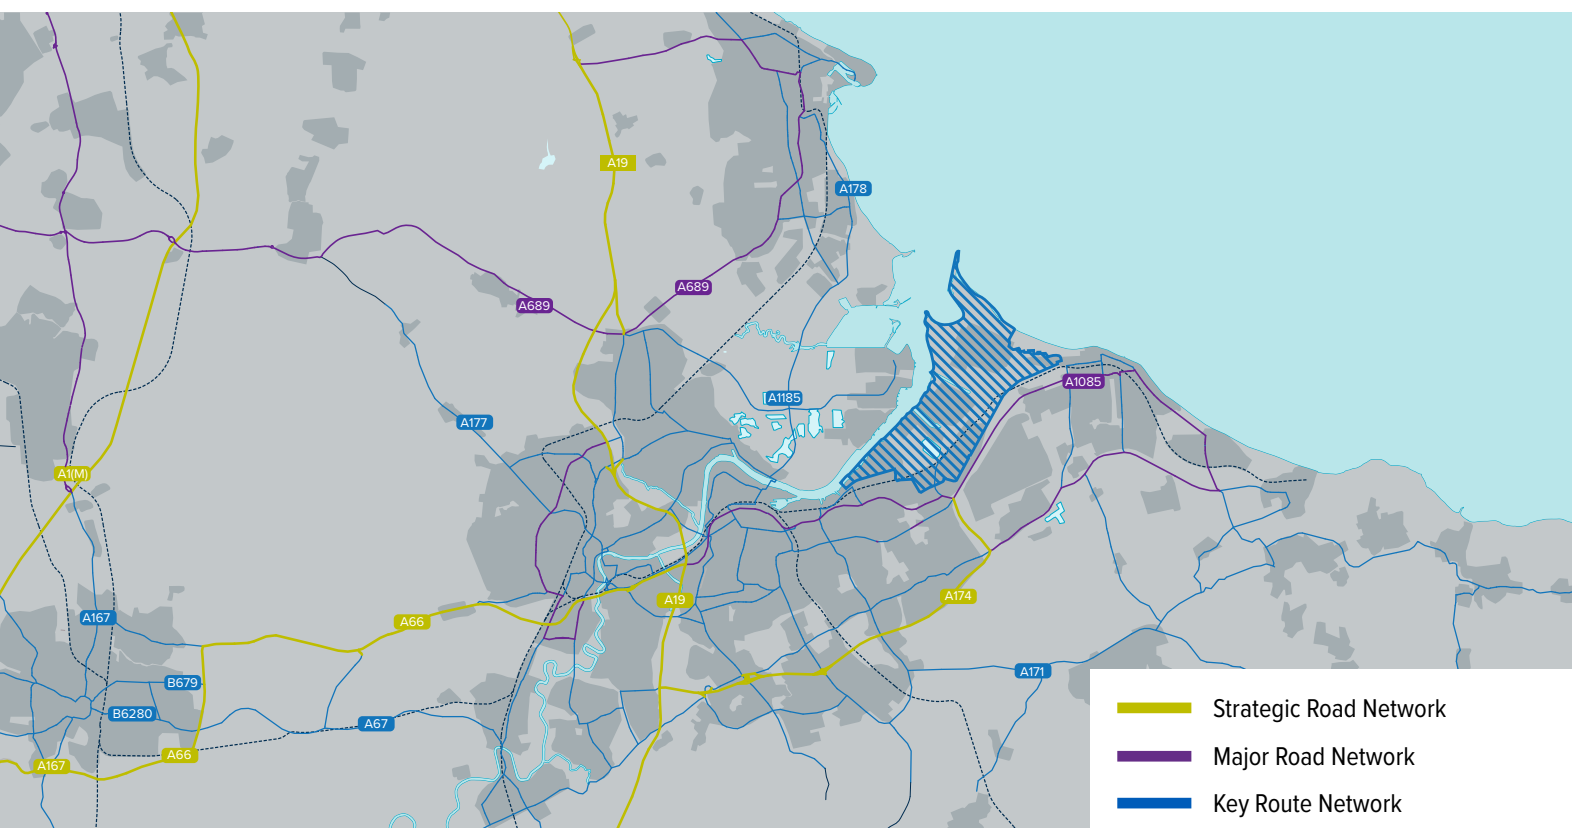 A19
A178
A689
A689
A1085
A1185
A177
A1(M)
A174
A19
A167
A66
A171
B679
B6280
A67
A66
A167
Strategic Road Network
Major Road Network
Key Route Network